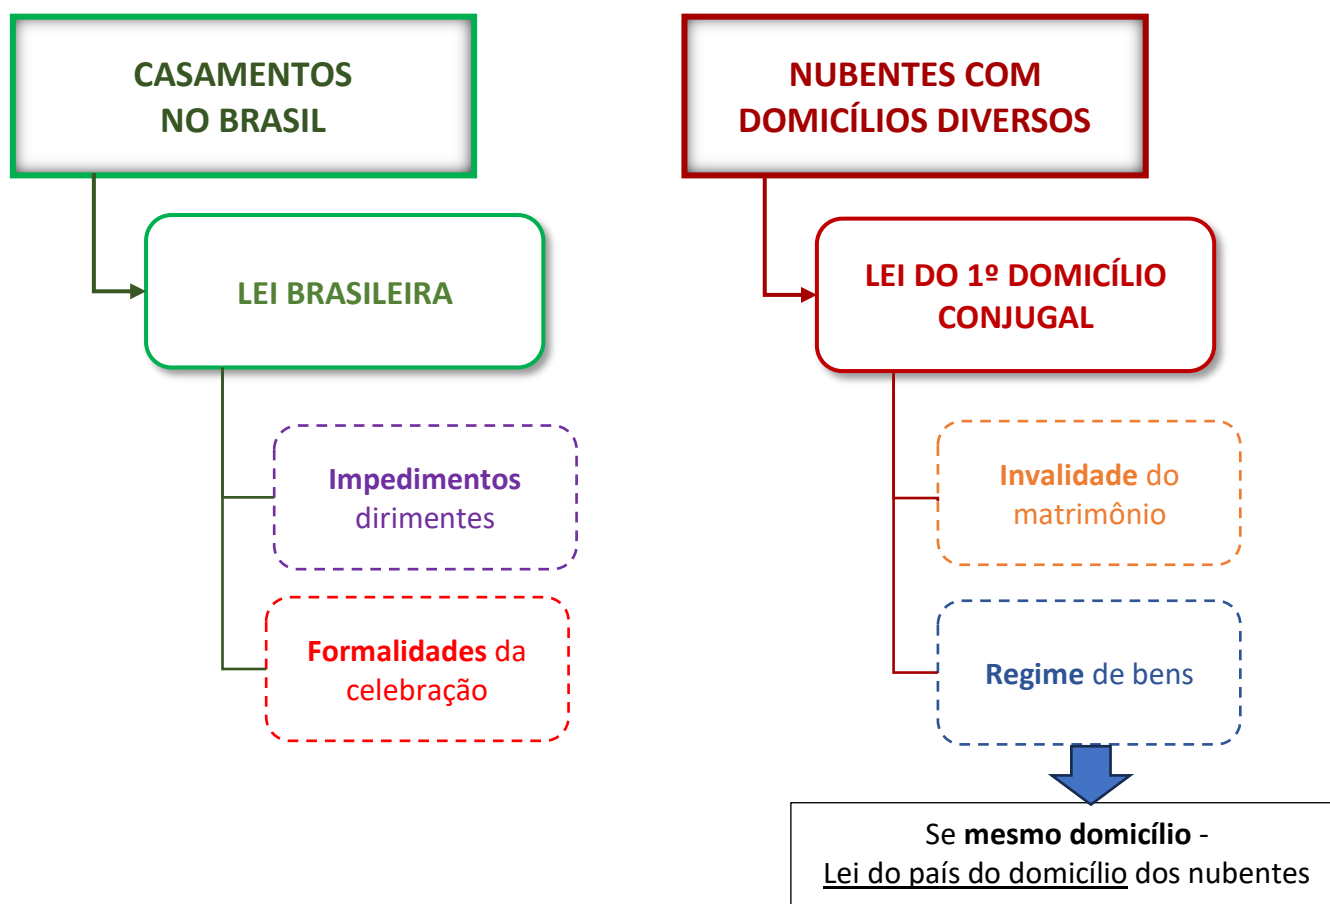 CASAMENTOS
NO BRASIL
LEI BRASILEIRA
Impedimentos
dirimentes
Formalidades da
celebração
NUBENTES COM
DOMICÍLIOS DIVERSOS
LEI DO 1º DOMICÍLIO
CONJUGAL
Invalidade do
matrimônio
Regime de bens
Se mesmo domicílio -
Lei do país do domicílio dos nubentes